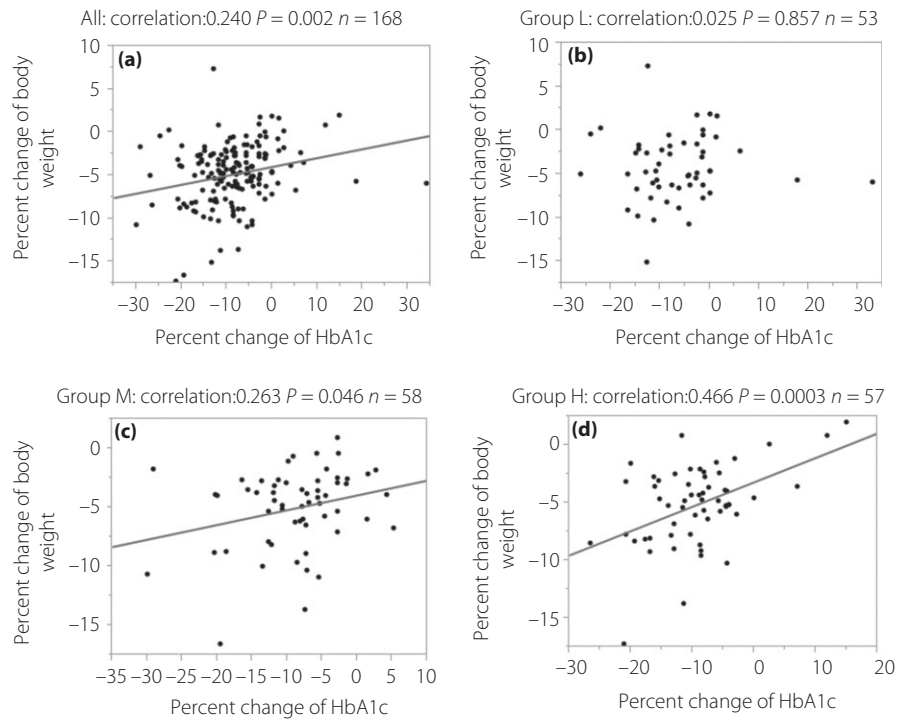 All: correlation:0.240 P = 0.002 n = 168
(a)
Percent change of body
weight
10
5
0
−5
−10
−15
−30 −20 −10 0 10 20 30
Percent change of HbA1c
Group L: correlation:0.025 P = 0.857 n = 53
(b)
Percent change of body
weight
10
5
0
−5
−10
−15
−30 −20 −10 0 10 20 30
Percent change of HbA1c
Group M: correlation:0.263 P = 0.046 n = 58
(c)
Percent change of body
weight
0
−5
−10
−15
−35 −30 −25 −20 −15 −10 −5 0 5 10
Percent change of HbA1c
Group H: correlation:0.466 P = 0.0003 n = 57
(d)
Percent change of body
weight
0
−5
−10
−15
−30 −20 −10 0 10 20
Percent change of HbA1c